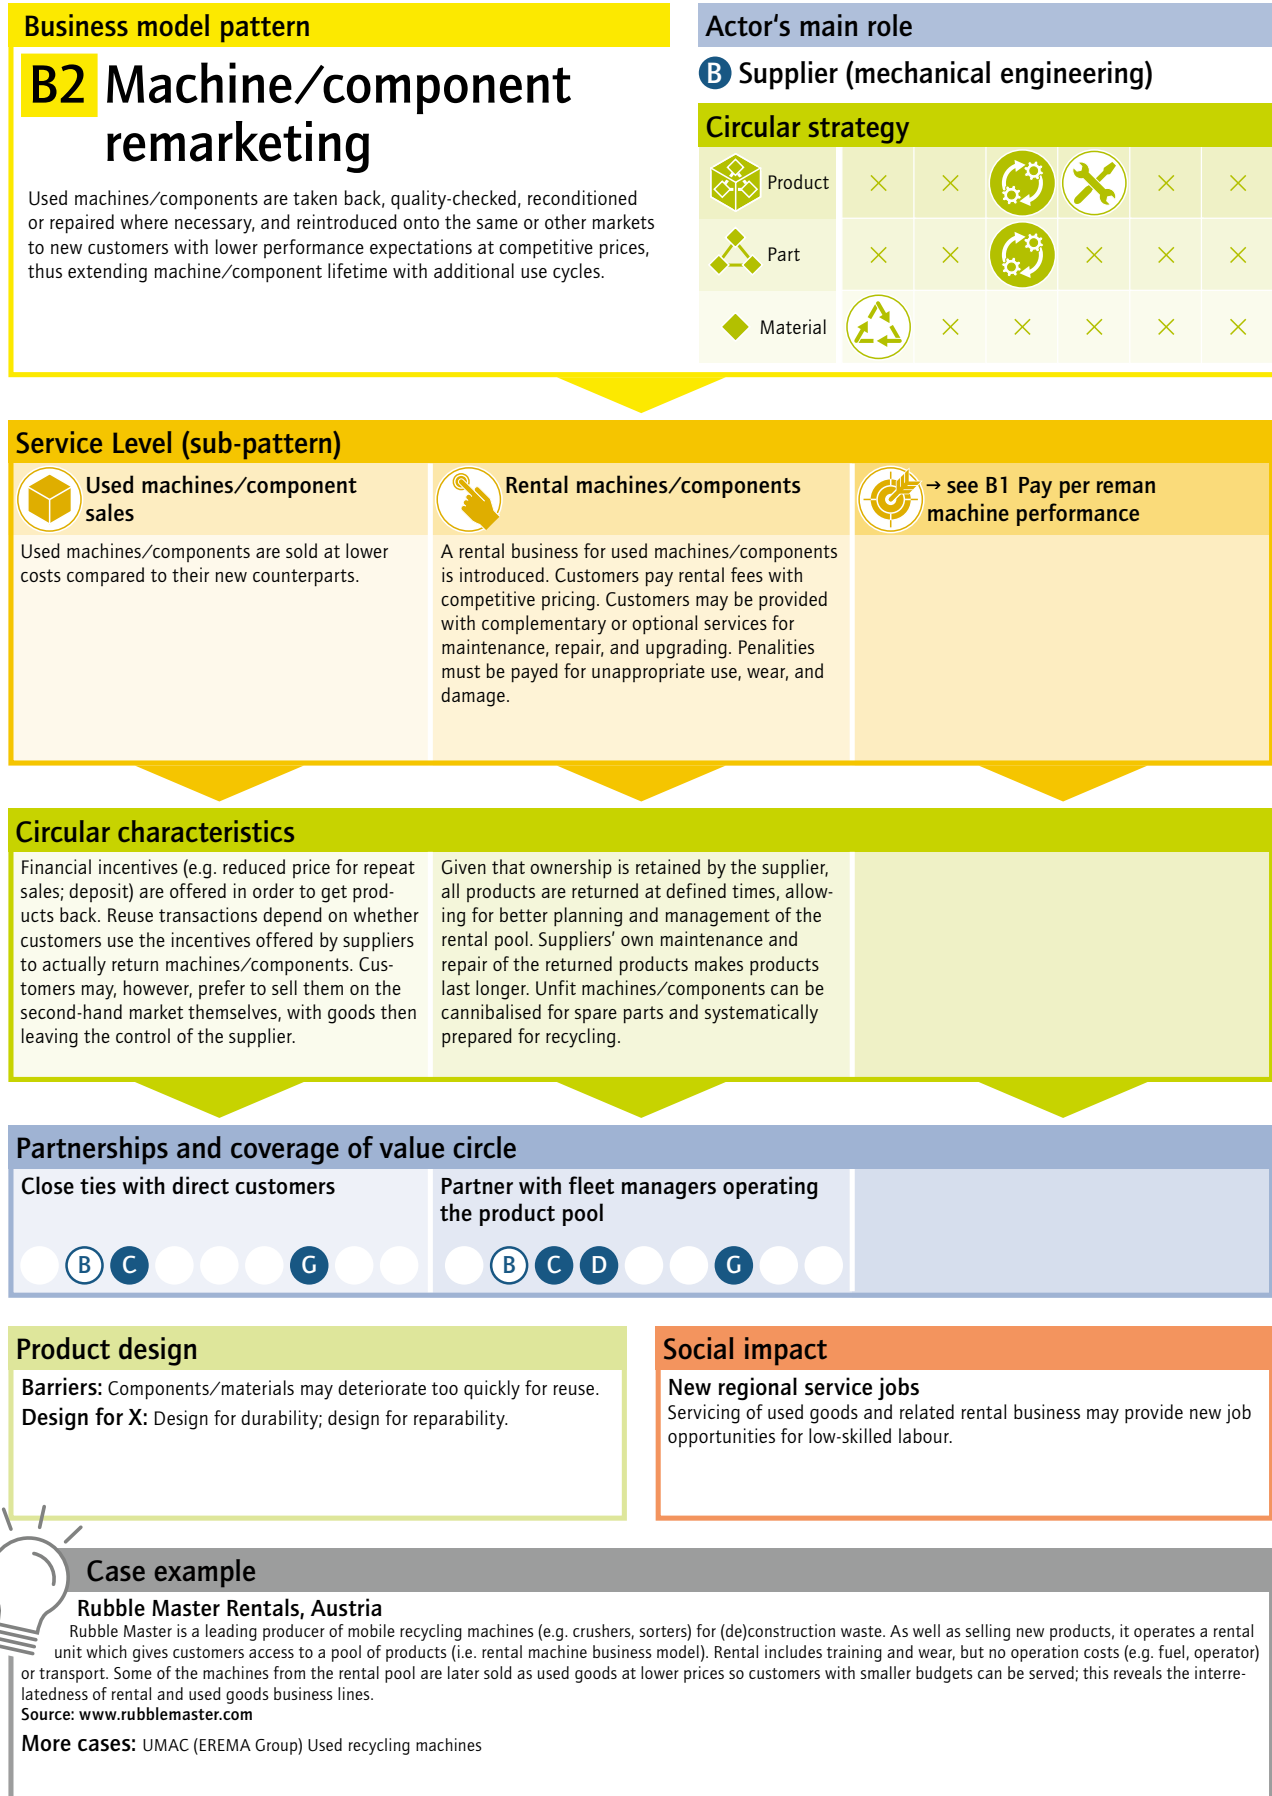 Business model pattern
B2 Machine/component
remarketing
Used machines/components are taken back, quality-checked, reconditioned
or repaired where necessary, and reintroduced onto the same or other markets
to new customers with lower performance expectations at competitive prices,
thus extending machine/component lifetime with additional use cycles.
Actor‘s main role
B Supplier (mechanical engineering)
Circular strategy
Product
Part
Material
Service Level (sub-pattern)
Used machines/component
sales
Used machines/components are sold at lower
costs compared to their new counterparts.
Rental machines/components
A rental business for used machines/components
is introduced. Customers pay rental fees with
competitive pricing. Customers may be provided
with complementary or optional services for
maintenance, repair, and upgrading. Penalities
must be payed for unappropriate use, wear, and
damage.
→ see B1 Pay per reman
machine performance
Circular characteristics
Financial incentives (e.g. reduced price for repeat
sales; deposit) are offered in order to get prod-
ucts back. Reuse transactions depend on whether
customers use the incentives offered by suppliers
to actually return machines/components. Cus-
tomers may, however, prefer to sell them on the
second-hand market themselves, with goods then
leaving the control of the supplier.
Given that ownership is retained by the supplier,
all products are returned at defined times, allow-
ing for better planning and management of the
rental pool. Suppliers’ own maintenance and
repair of the returned products makes products
last longer. Unfit machines/components can be
cannibalised for spare parts and systematically
prepared for recycling.
Partnerships and coverage of value circle
Close ties with direct customers
B C G
Partner with fleet managers operating
the product pool
B C D G
Product design
Barriers: Components/materials may deteriorate too quickly for reuse.
Design for X: Design for durability; design for reparability.
Social impact
New regional service jobs
Servicing of used goods and related rental business may provide new job
opportunities for low-skilled labour.
Case example
Rubble Master Rentals, Austria
Rubble Master is a leading producer of mobile recycling machines (e.g. crushers, sorters) for (de)construction waste. As well as selling new products, it operates a rental
unit which gives customers access to a pool of products (i.e. rental machine business model). Rental includes training and wear, but no operation costs (e.g. fuel, operator)
or transport. Some of the machines from the rental pool are later sold as used goods at lower prices so customers with smaller budgets can be served; this reveals the interre-
latedness of rental and used goods business lines.
Source: www.rubblemaster.com
More cases: UMAC (EREMA Group) Used recycling machines